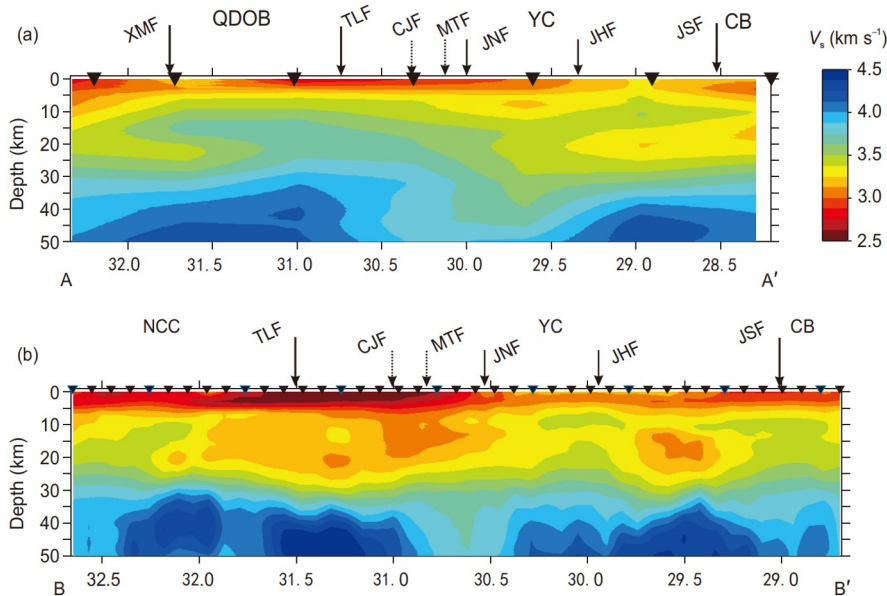 (a) XMF QDOB TLF CJF MTF JNF YC JHF JSF CB
Vs (km s⁻¹)
0
10
20
30
40
50
Depth (km)
32.0 31.5 31.0 30.5 30.0 29.5 28.9 28.5
A A′
4.5
4.0
3.5
3.0
2.5
(b) NCC TLF CJF MTF JNF YC JHF JSF CB
0
10
20
30
40
50
Depth (km)
32.5 32.0 31.5 31.0 30.5 30.0 29.5 29.0
B B′